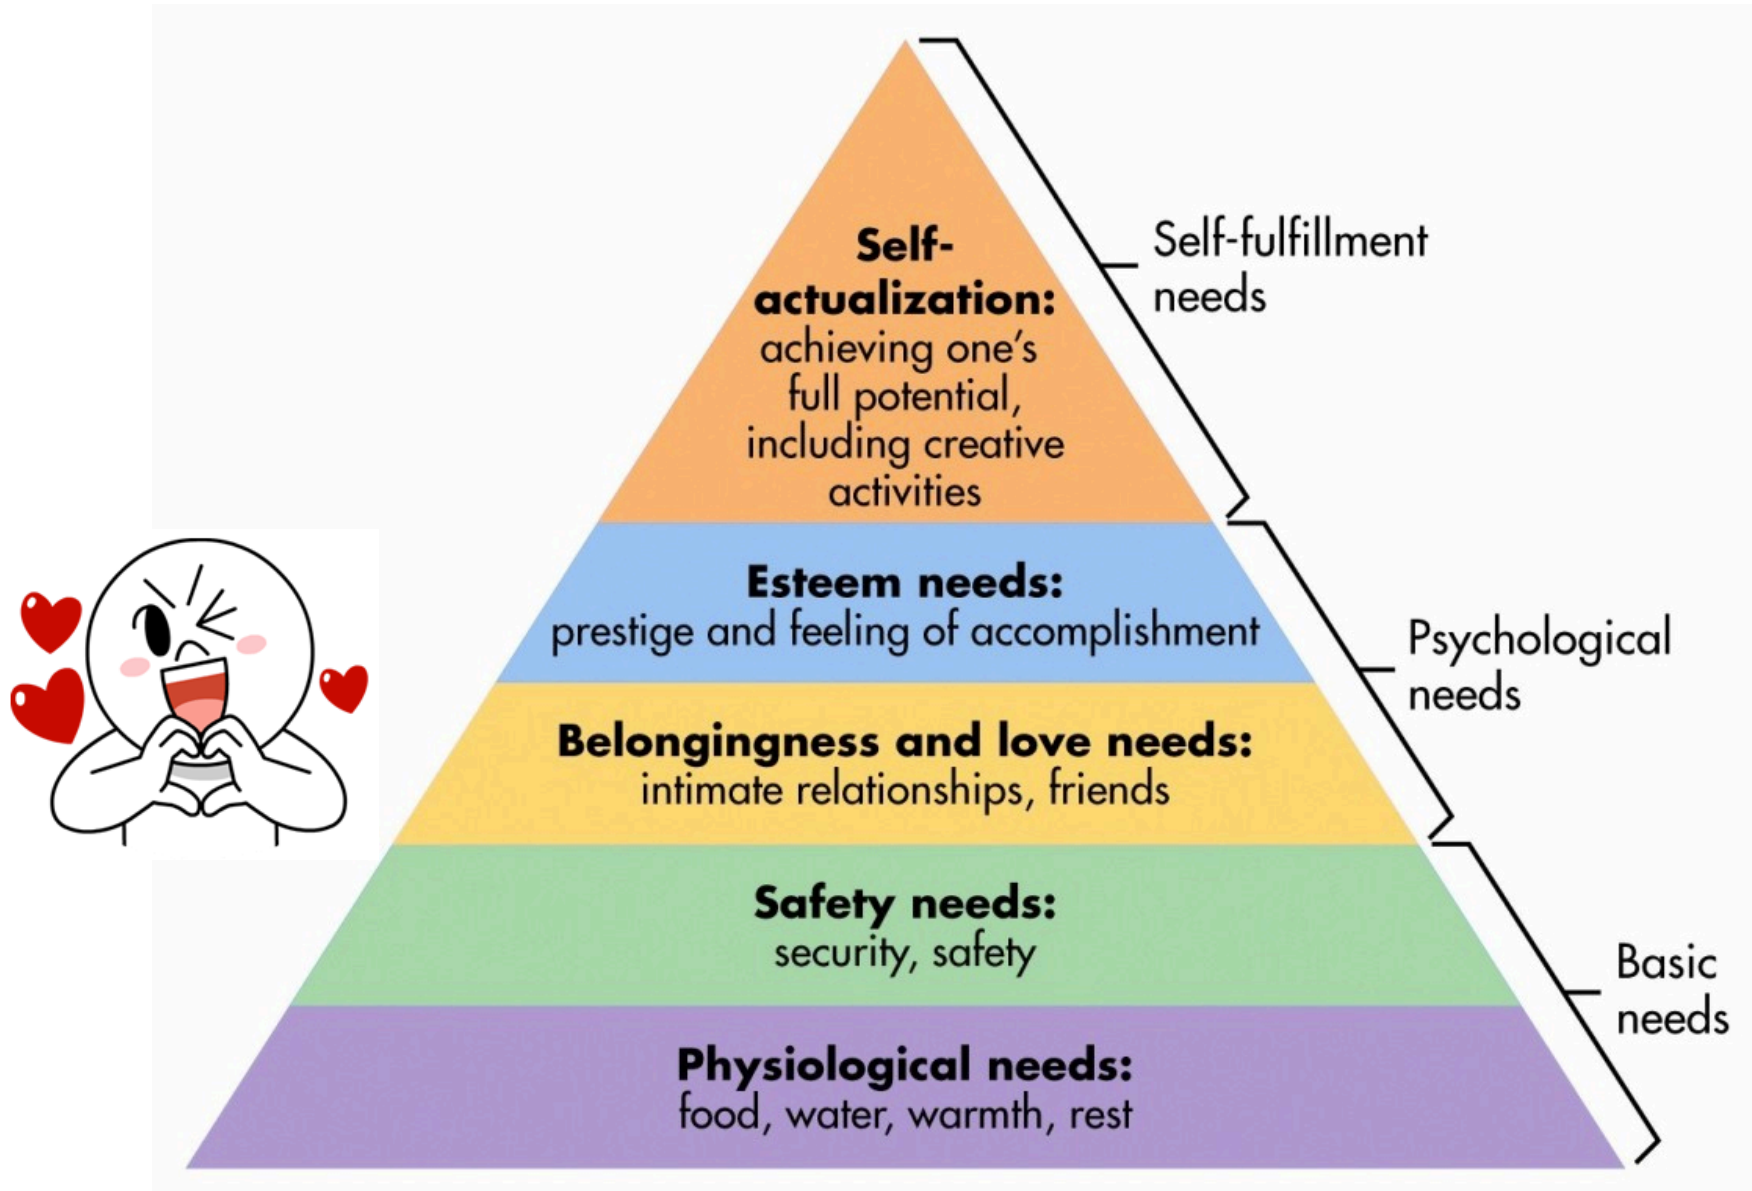 Self-
actualization:
achieving one’s
full potential,
including creative
activities
Self-fulfillment
needs
Esteem needs:
prestige and feeling of accomplishment
Belongingness and love needs:
intimate relationships, friends
Psychological
needs
Safety needs:
security, safety
Physiological needs:
food, water, warmth, rest
Basic
needs